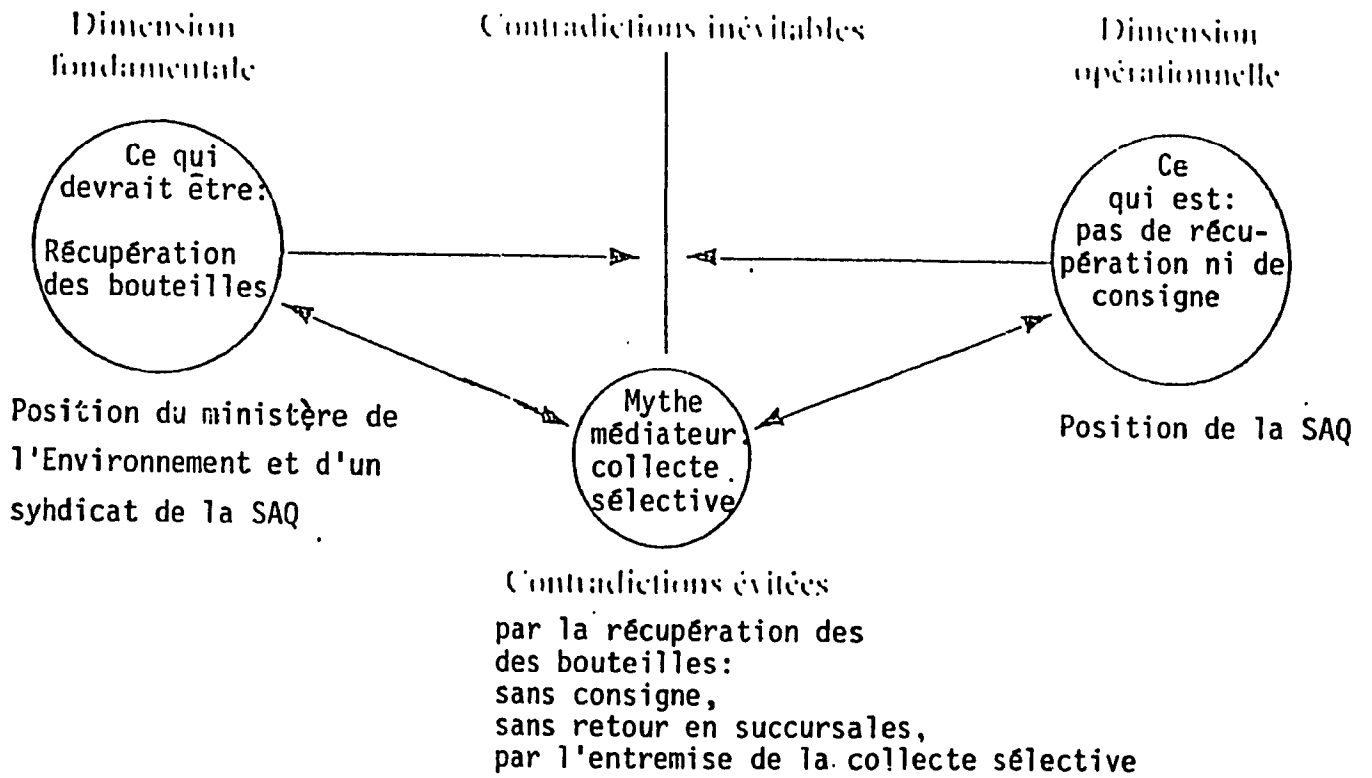 Dimension
fondamentale
Contradictions inévitables
Dimension
opérationnelle
Ce qui
devrait être:
Récupération
des bouteilles
Ce
qui est:
pas de récu-
pération ni de
consigne
Position du ministère de
l'Environnement et d'un
syhdicat de la SAQ
Mythe
médiateur.
collecte
sélective
Position de la SAQ
Contradictions évitées
par la récupération des
des bouteilles:
sans consigne,
sans retour en succursales,
par l'entremise de la collecte sélective